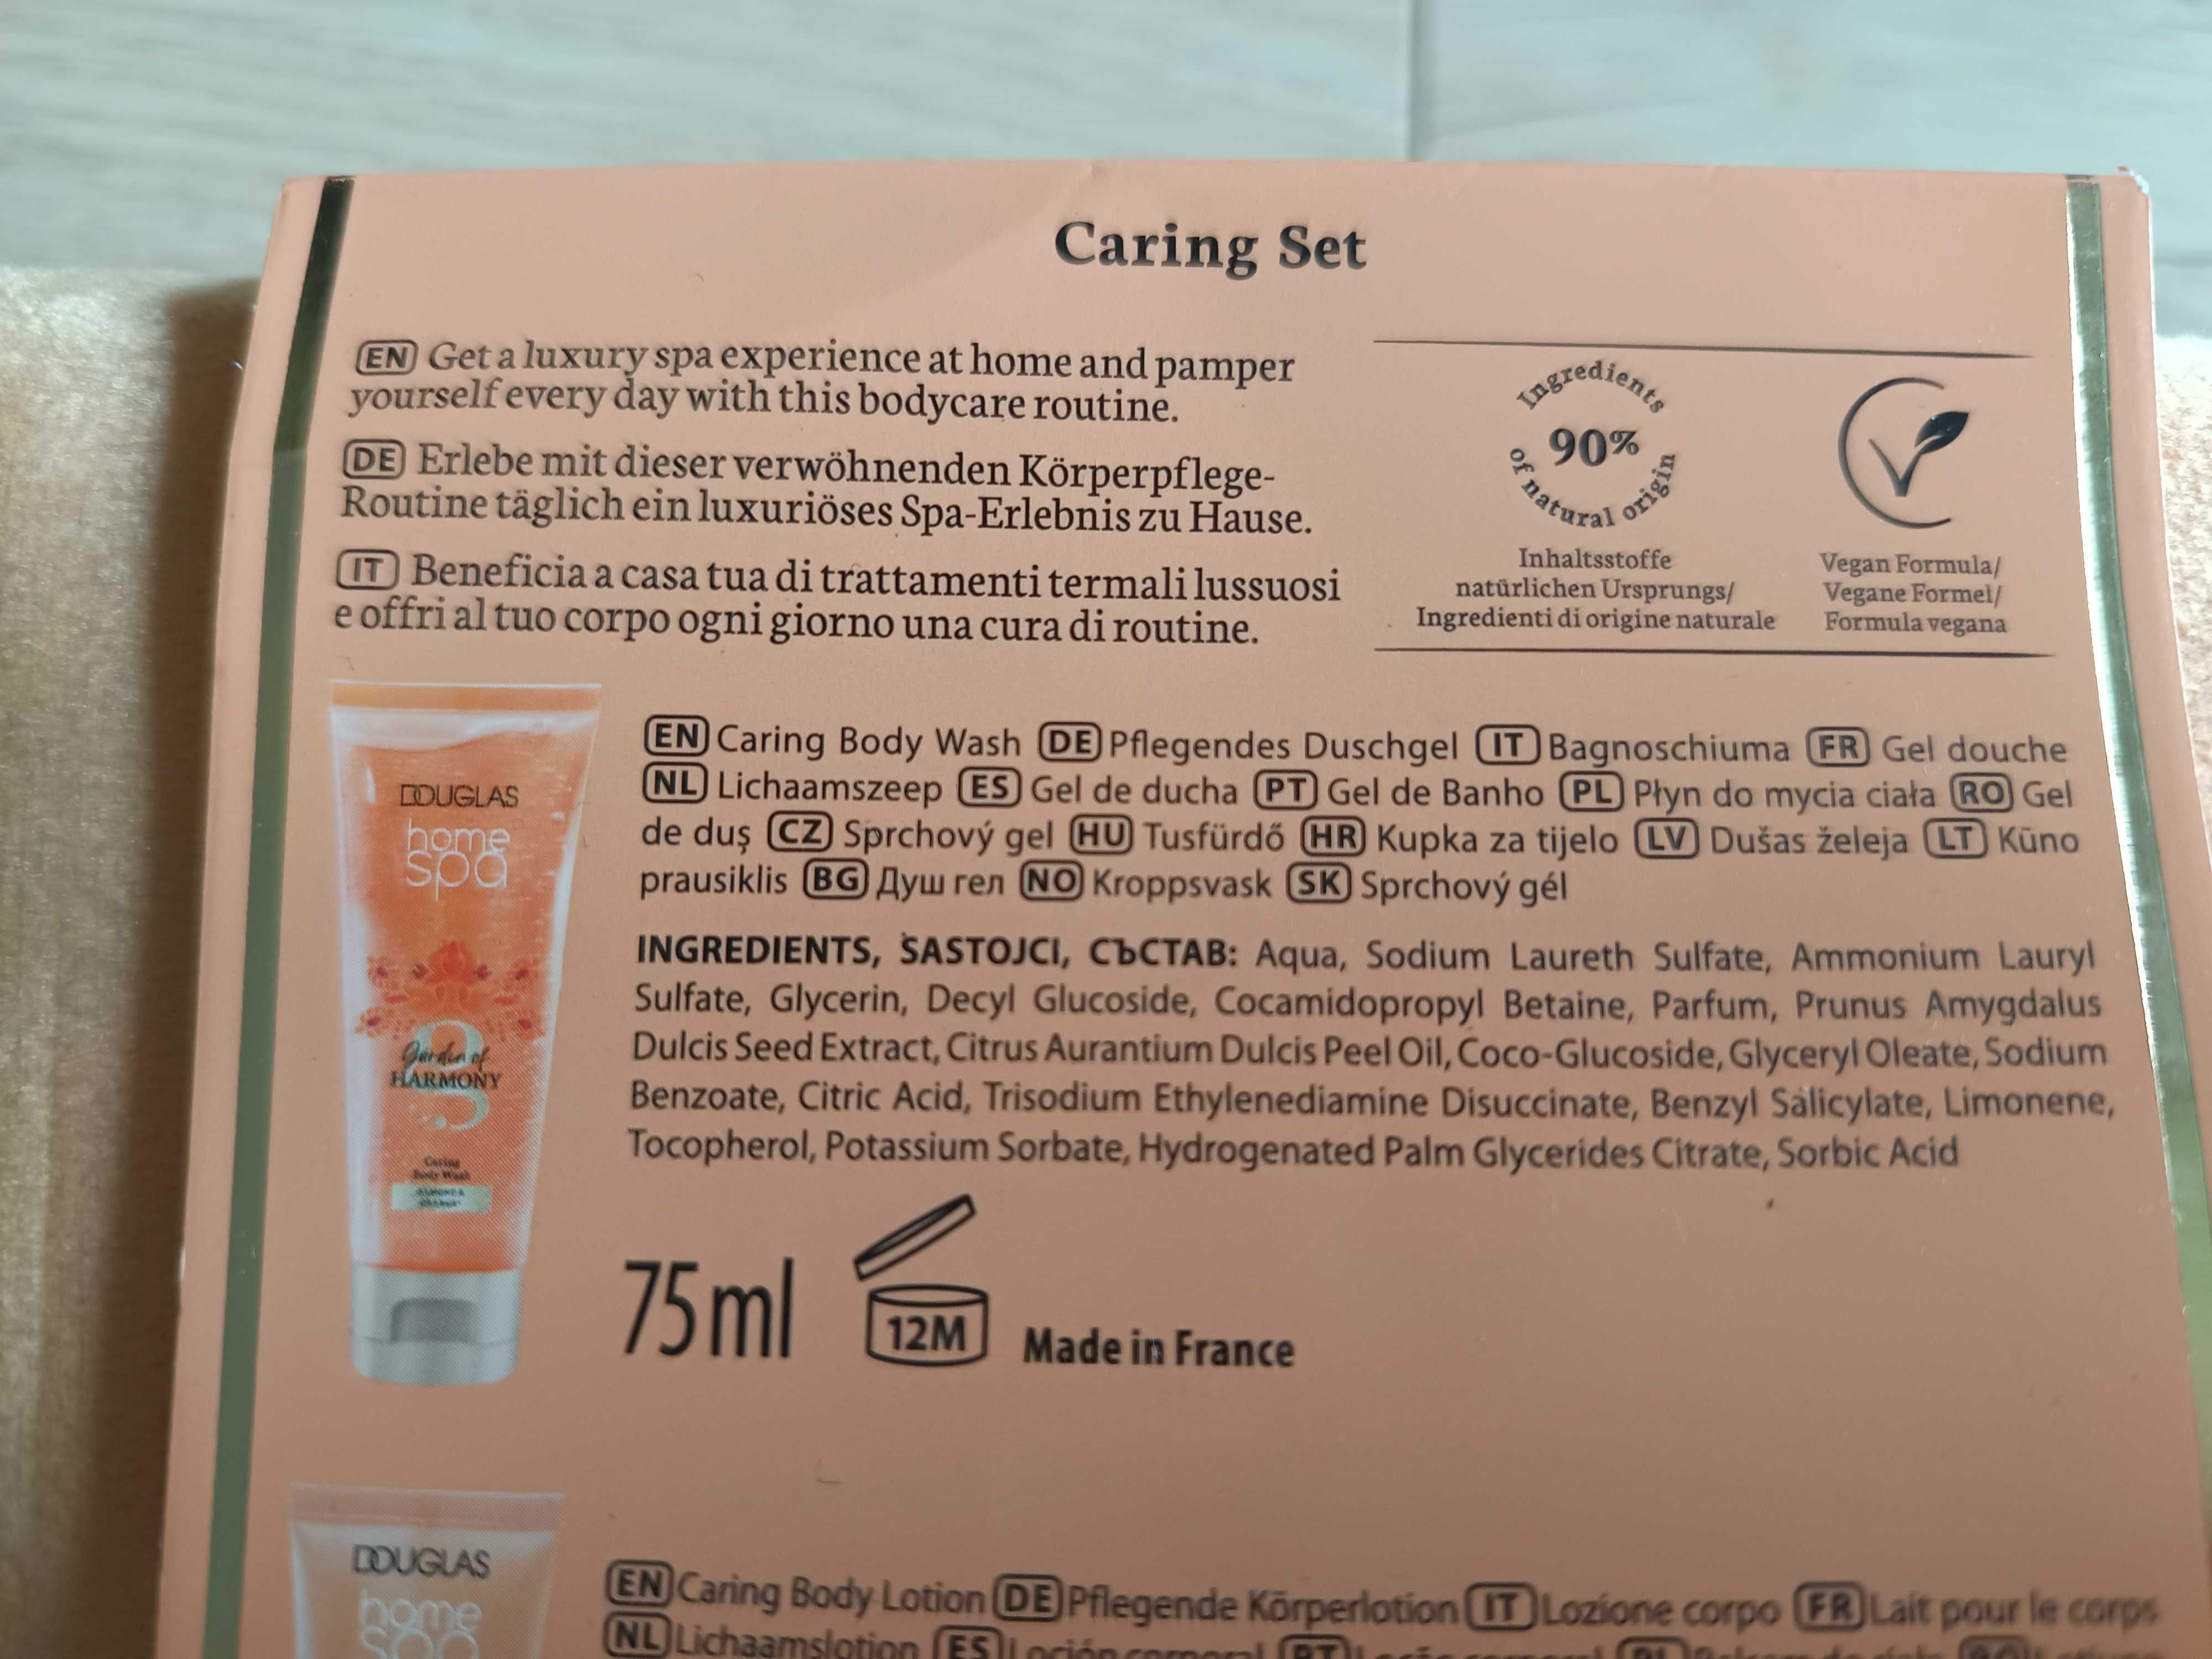 Caring Set
EN Get a luxury spa experience at home and pamper
yourself every day with this bodycare routine.
DE Erlebe mit dieser verwöhnenden Körperpflege-
Routine täglich ein luxuriöses Spa-Erlebnis zu Hause.
IT Beneficia a casa tua di trattamenti termali lussuosi
e offri al tuo corpo ogni giorno una cura di routine.
Ingredients
90%
of natural origin
Inhaltsstoffe
natürlichen Ursprungs/
Ingredienti di origine naturale
Vegan Formula/
Vegane Formel/
Formula vegana
DOUGLAS
home
spa
3
Garden of
HARMONY
Caring
Body Wash
EN Caring Body Wash DE Pflegendes Duschgel IT Bagnoschiuma FR Gel douche
NL Lichaamszeep ES Gel de ducha PT Gel de Banho PL Płyn do mycia ciała RO Gel
de duș CZ Sprchový gel HU Tusfürdő HR Kupka za tijelo LV Dušas želeja LT Kūno
prausiklis BG Душ гел NO Kroppsvask SK Sprchový gél
INGREDIENTS, SASTOJCI, СЪСТАВ: Aqua, Sodium Laureth Sulfate, Ammonium Lauryl
Sulfate, Glycerin, Decyl Glucoside, Cocamidopropyl Betaine, Parfum, Prunus Amygdalus
Dulcis Seed Extract, Citrus Aurantium Dulcis Peel Oil, Coco-Glucoside, Glyceryl Oleate, Sodium
Benzoate, Citric Acid, Trisodium Ethylenediamine Disuccinate, Benzyl Salicylate, Limonene,
Tocopherol, Potassium Sorbate, Hydrogenated Palm Glycerides Citrate, Sorbic Acid
75ml
12M
Made in France
DOUGLAS
home
spa
EN Caring Body Lotion DE Pflegende Körperlotion IT Lozione corpo FR Lait pour le corps
NL Lichaamslotion ES Loción corporal PT